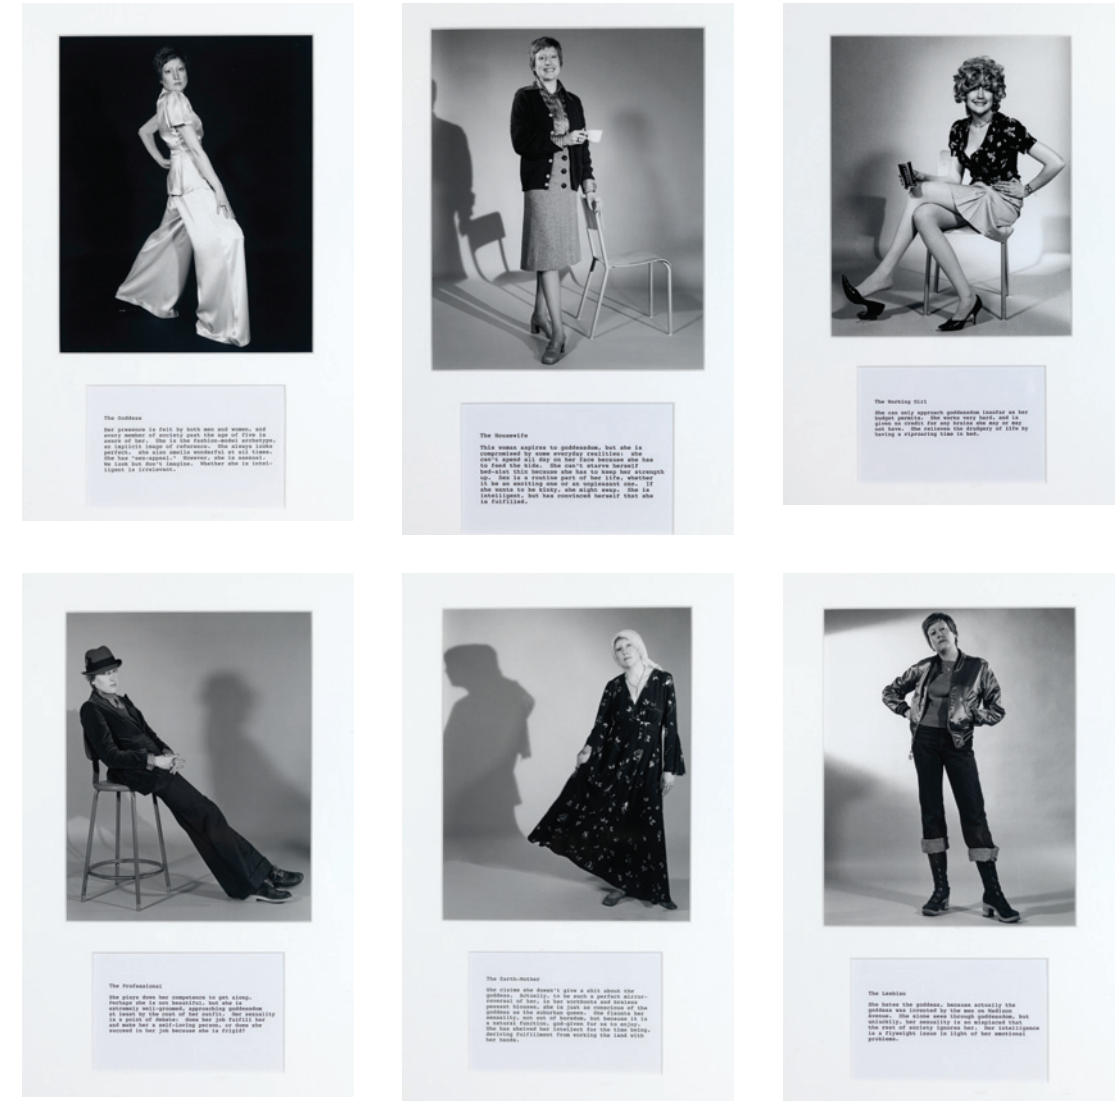 The Goddess
Her presence is felt by both men and women, and
every member of society past the age of five is
aware of her. She is the fashion-model archetype,
an implicit image of reference. She always looks
perfect. She also smells wonderful at all times.
She has "sex-appeal." However, she is asexual.
We look but don't imagine. Whether she is intel-
ligent is irrelevant.
The Housewife
This woman aspires to goddessdom, but she is
compromised by some everyday realities: she
can't spend all day on her face because she has
to feed the kids. She can't starve herself
bed-slat thin because she has to keep her strength
up. Sex is a routine part of her life, whether
it be an exciting one or an unpleasant one. If
she wants to be kinky, she might swap. She is
intelligent, but has convinced herself that she
is fulfilled.
The Working Girl
She can only approach goddessdom insofar as her
budget permits. She works very hard, and is
given no credit for any brains she may or may
not have. She relieves the drudgery of life by
having a viprous time in bed.
The Professional
She plays down her competence to get along.
Perhaps she is not beautiful, but she is
extremely well-groomed, approaching goddessdom
at least by the cost of her outfit. Her sexuality
is a point of debate: does her job fulfill her
and make her a self-loving person, or does she
succeed in her job because she is frigid?
The Earth-Mother
She claims she doesn't give a shit about the
goddess. Actually, to be such a perfect mirror-
reversal of her, in her workboots and braless
peasant blouses, she is just as conscious of the
goddess as the suburban queen. She flaunts her
sexuality, not out of boredom, but because it is
a natural function, god-given for us to enjoy.
She has shelved her intellect for the time being,
deriving fulfillment from working the land with
her hands.
The Lesbian
She hates the goddess, because actually the
goddess was invented by the men on Madison
Avenue. She alone sees through goddessdom, but
unluckily, her sexuality is so misplaced that
the rest of society ignores her. Her intelligence
is a flyweight issue in light of her emotional
problems.